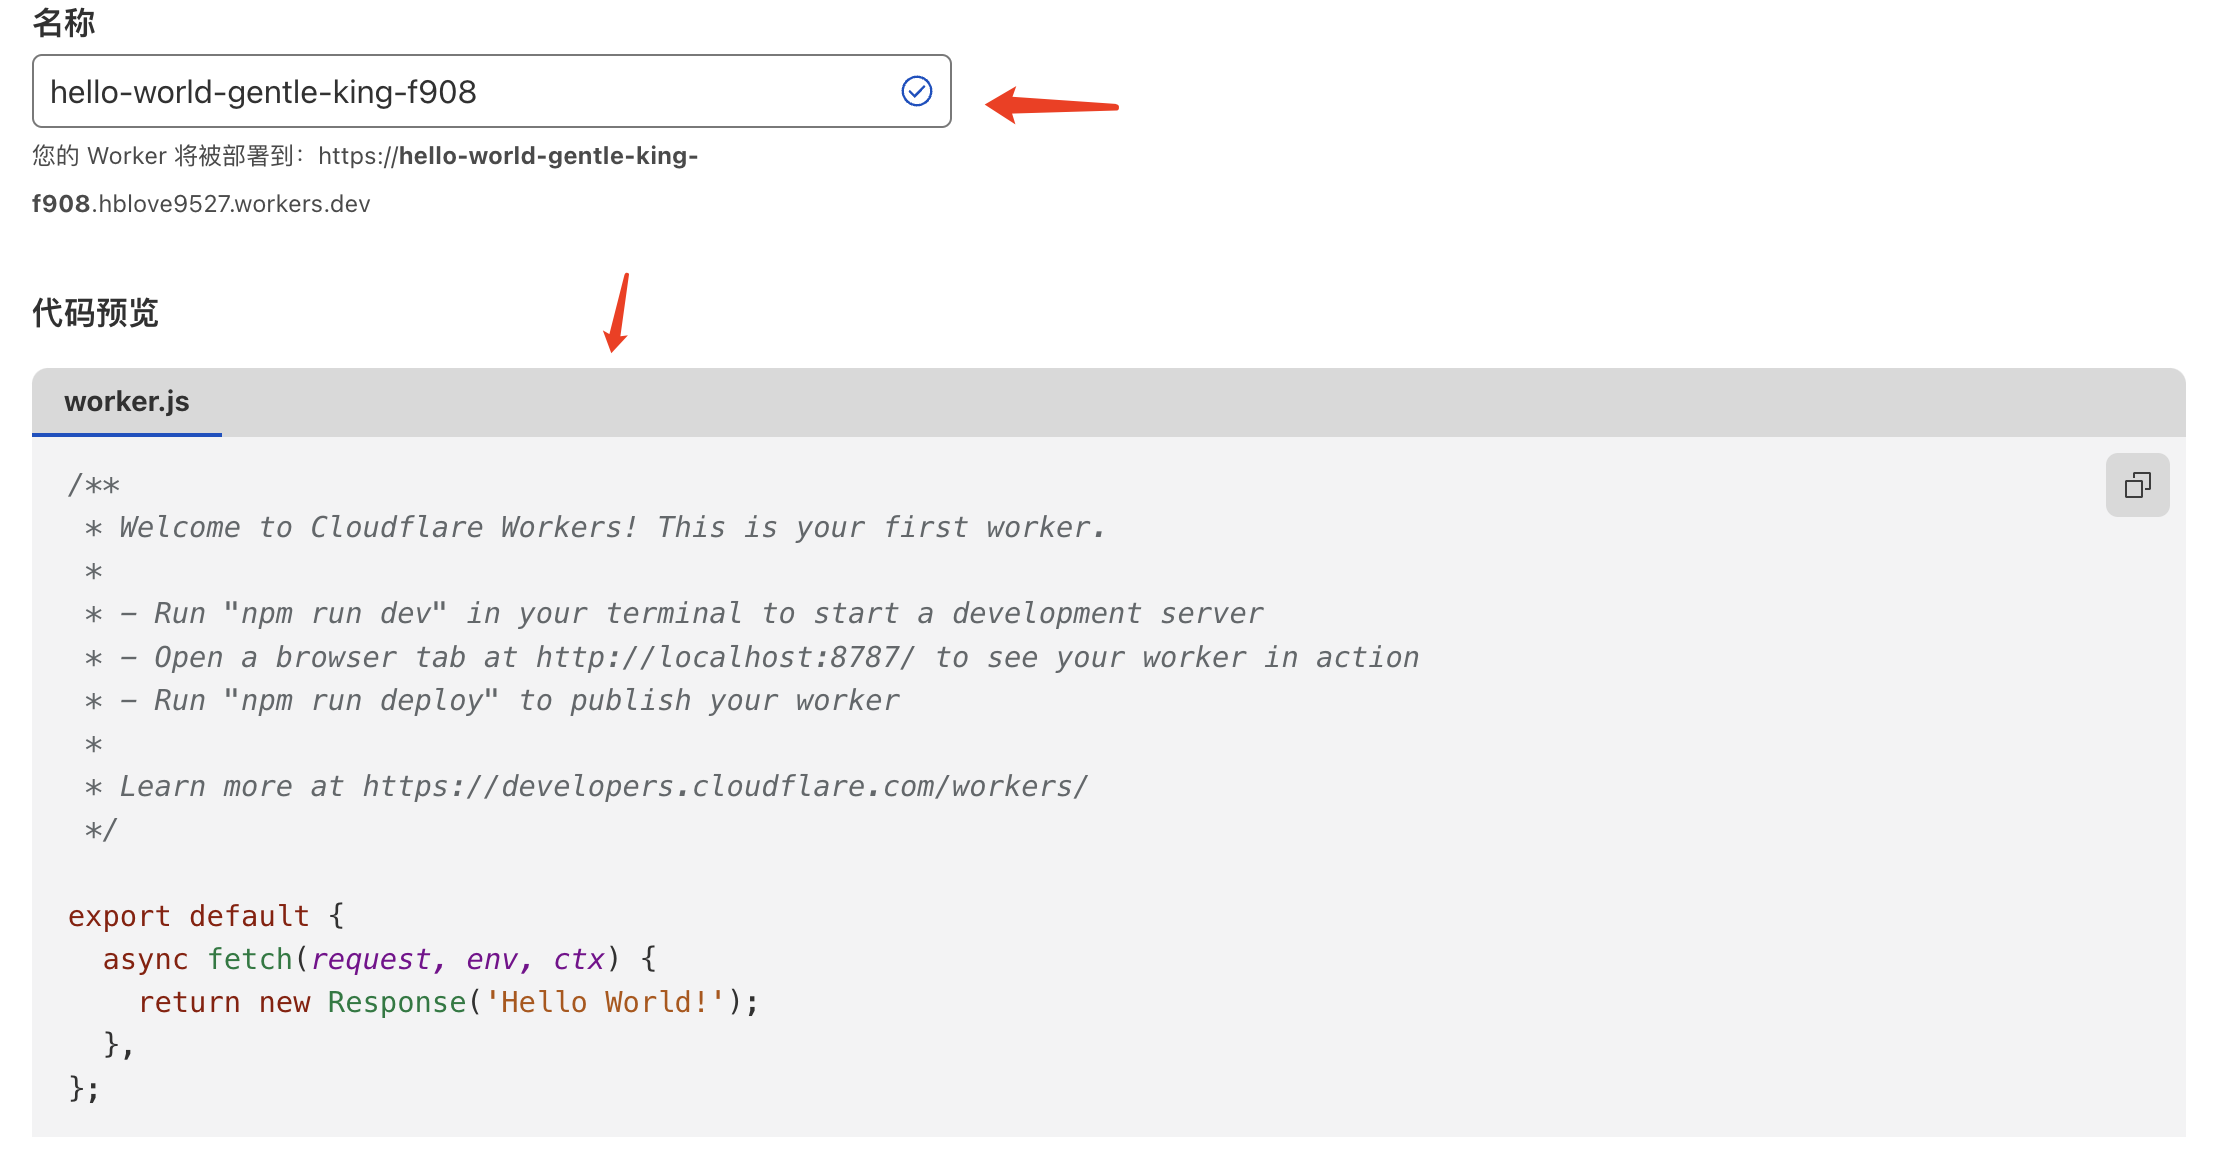 名称
hello-world-gentle-king-f908
您的 Worker 将被部署到：https://hello-world-gentle-king-
f908.hblove9527.workers.dev
代码预览
worker.js
/**
 * Welcome to Cloudflare Workers! This is your first worker.
 *
 * - Run "npm run dev" in your terminal to start a development server
 * - Open a browser tab at http://localhost:8787/ to see your worker in action
 * - Run "npm run deploy" to publish your worker
 *
 * Learn more at https://developers.cloudflare.com/workers/
 */
export default {
  async fetch(request, env, ctx) {
    return new Response('Hello World!');
  },
};